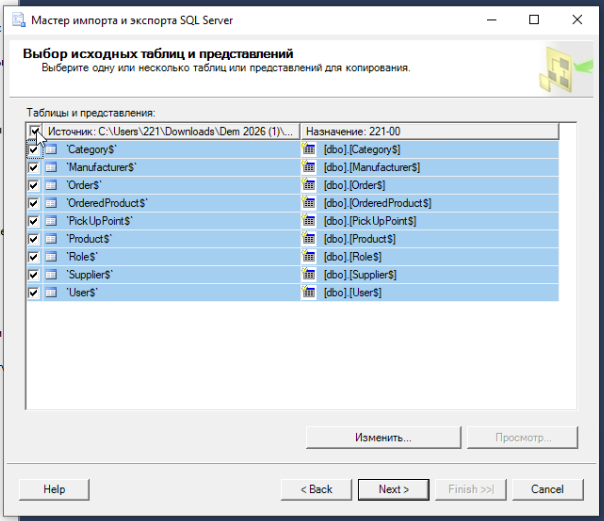 Мастер импорта и экспорта SQL Server
Выбор исходных таблиц и представлений
Выберите одну или несколько таблиц или представлений для копирования.
Таблицы и представления:
Источник: C:\Users\221\Downloads\Dem 2026 (1)\... Назначение: 221-00
`Category$` [dbo].[Category$]
`Manufacturer$` [dbo].[Manufacturer$]
`Order$` [dbo].[Order$]
`OrderedProduct$` [dbo].[OrderedProduct$]
`PickUpPoint$` [dbo].[PickUpPoint$]
`Product$` [dbo].[Product$]
`Role$` [dbo].[Role$]
`Supplier$` [dbo].[Supplier$]
`User$` [dbo].[User$]
Изменить... Просмотр...
Help < Back Next > Finish >>| Cancel